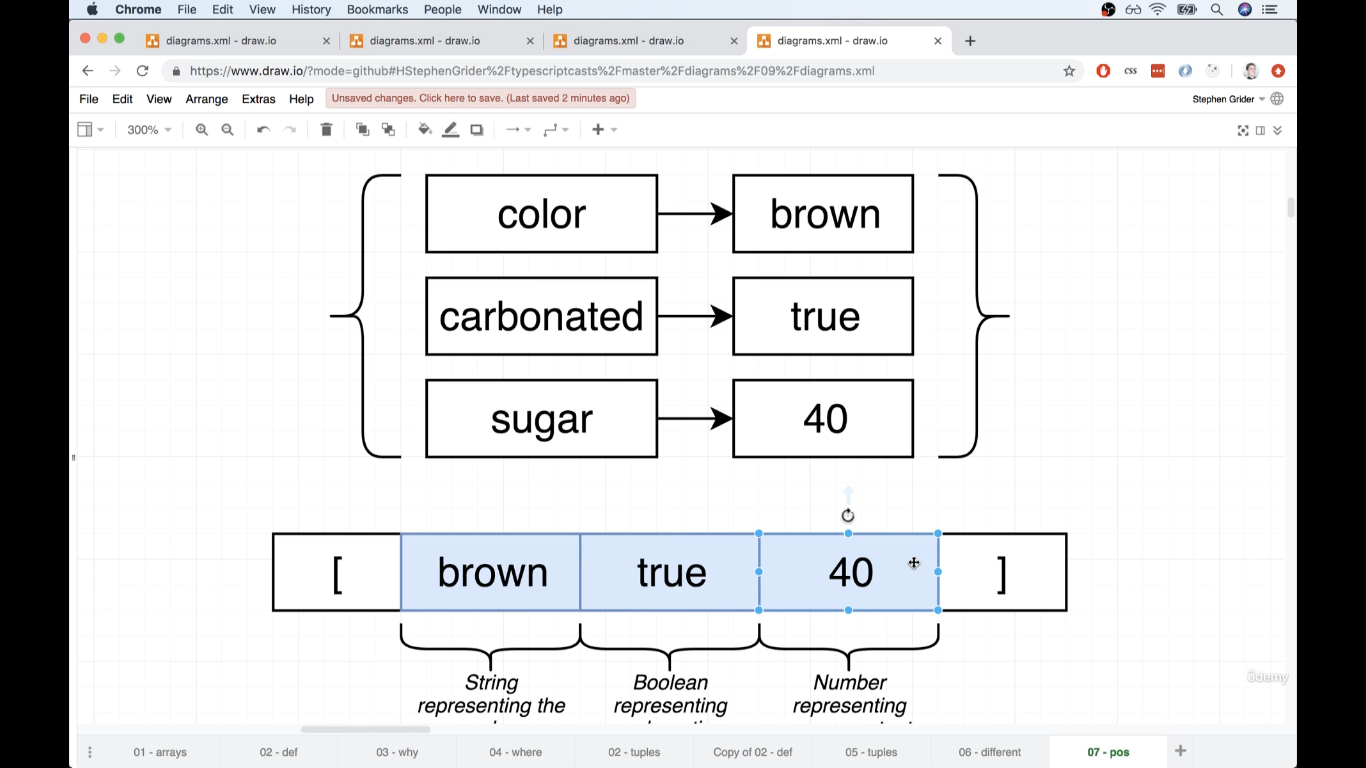 Chrome File Edit View History Bookmarks People Window Help
diagrams.xml - draw.io diagrams.xml - draw.io diagrams.xml - draw.io diagrams.xml - draw.io
https://www.draw.io/?mode=github#HStephenGrider%2Ftypescriptcasts%2Fmaster%2Fdiagrams%2F09%2Fdiagrams.xml
CSS
File Edit View Arrange Extras Help Unsaved changes. Click here to save. (Last saved 2 minutes ago) Stephen Grider
300%
color brown
carbonated true
sugar 40
[ brown true 40 ]
String Boolean Number
representing the representing representing
ûdemy
01 - arrays 02 - def 03 - why 04 - where 02 - tuples Copy of 02 - def 05 - tuples 06 - different 07 - pos